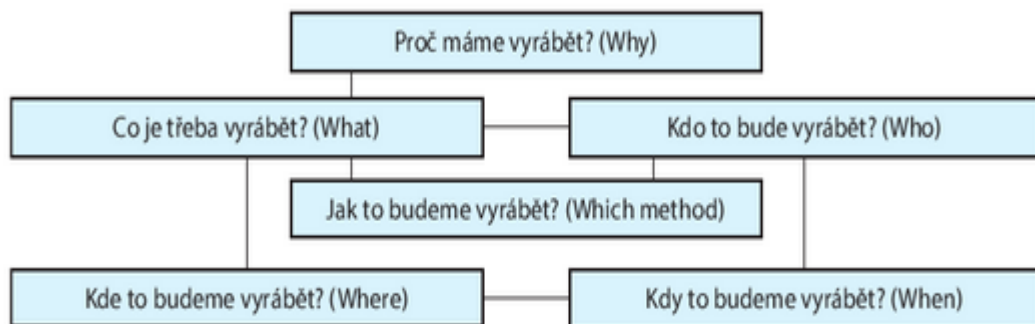 Proč máme vyrábět? (Why)
Co je třeba vyrábět? (What)
Kdo to bude vyrábět? (Who)
Jak to budeme vyrábět? (Which method)
Kde to budeme vyrábět? (Where)
Kdy to budeme vyrábět? (When)